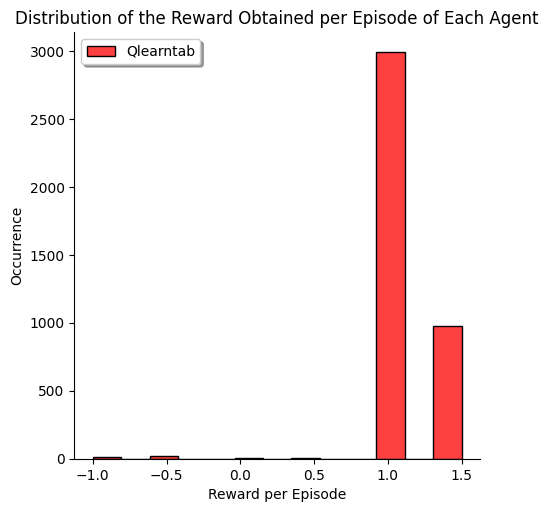 Distribution of the Reward Obtained per Episode of Each Agent
Qlearntab
3000
2500
2000
1500
1000
500
0
Occurrence
−1.0 −0.5 0.0 0.5 1.0 1.5
Reward per Episode